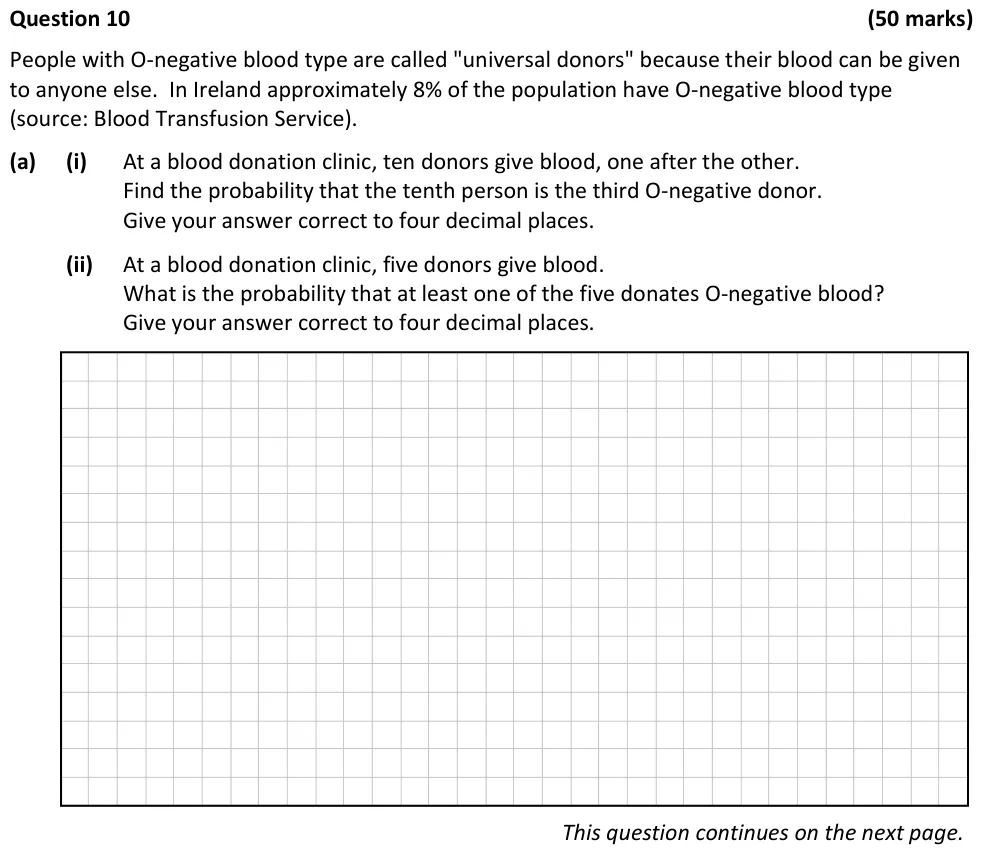 Question 10 (50 marks)
People with O-negative blood type are called "universal donors" because their blood can be given
to anyone else. In Ireland approximately 8% of the population have O-negative blood type
(source: Blood Transfusion Service).
(a) (i) At a blood donation clinic, ten donors give blood, one after the other.
Find the probability that the tenth person is the third O-negative donor.
Give your answer correct to four decimal places.
(ii) At a blood donation clinic, five donors give blood.
What is the probability that at least one of the five donates O-negative blood?
Give your answer correct to four decimal places.
This question continues on the next page.